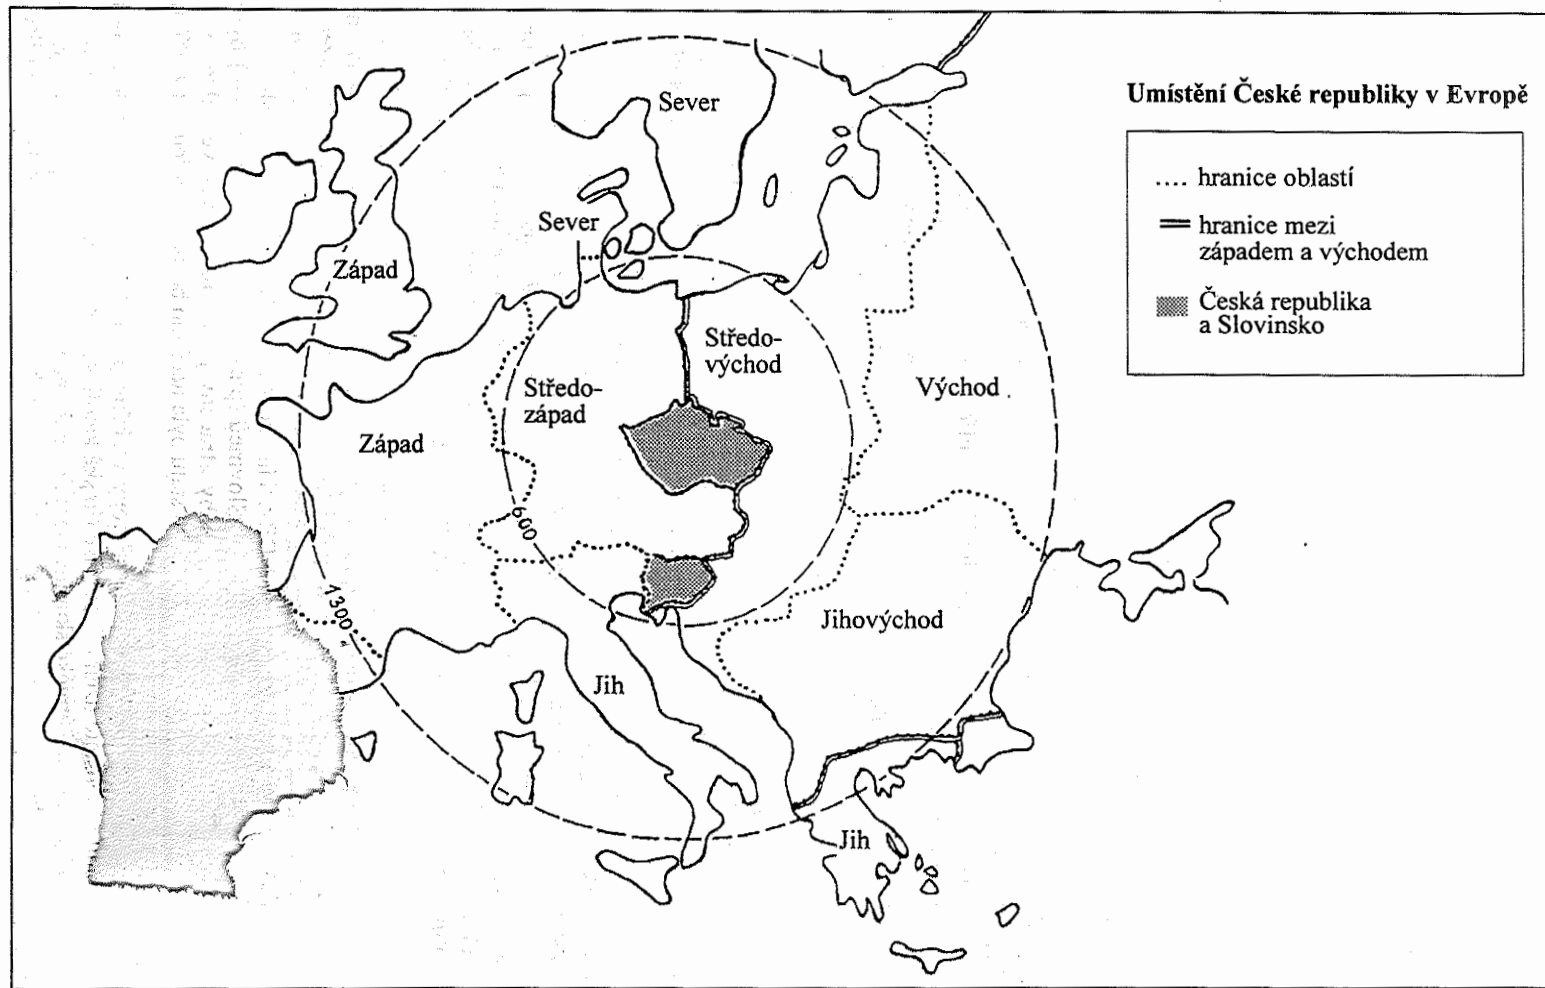 Umístění České republiky v Evropě
.... hranice oblastí
hranice mezi
západem a východem
Česká republika
a Slovinsko
Sever
Sever
Západ
Středo-
východ
Středo-
západ
Východ
Západ
600
1300
Jihovýchod
Jih
Jih